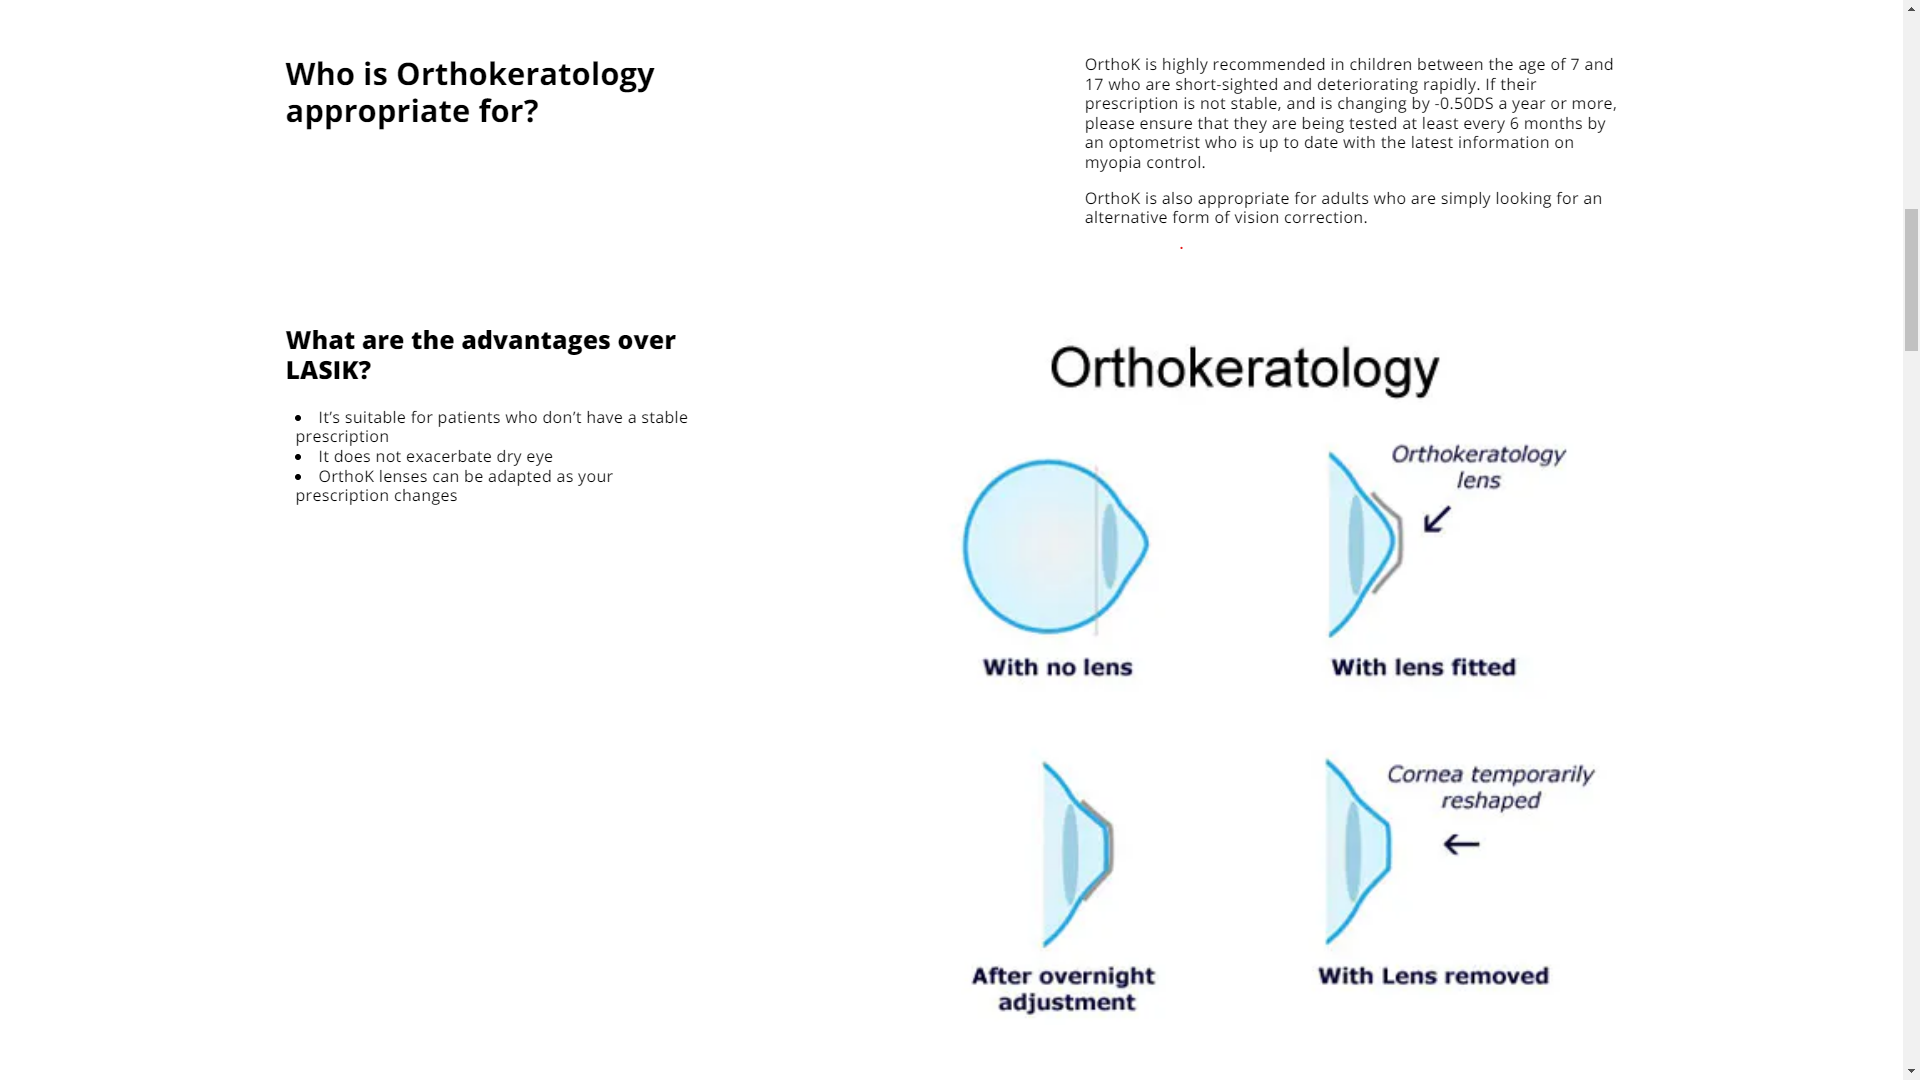 Who is Orthokeratology
appropriate for?
OrthoK is highly recommended in children between the age of 7 and
17 who are short-sighted and deteriorating rapidly. If their
prescription is not stable, and is changing by -0.50DS a year or more,
please ensure that they are being tested at least every 6 months by
an optometrist who is up to date with the latest information on
myopia control.
OrthoK is also appropriate for adults who are simply looking for an
alternative form of vision correction.
.
What are the advantages over
LASIK?
• It’s suitable for patients who don’t have a stable
prescription
• It does not exacerbate dry eye
• OrthoK lenses can be adapted as your
prescription changes
Orthokeratology
Orthokeratology
lens
With no lens
With lens fitted
Cornea temporarily
reshaped
After overnight
adjustment
With Lens removed